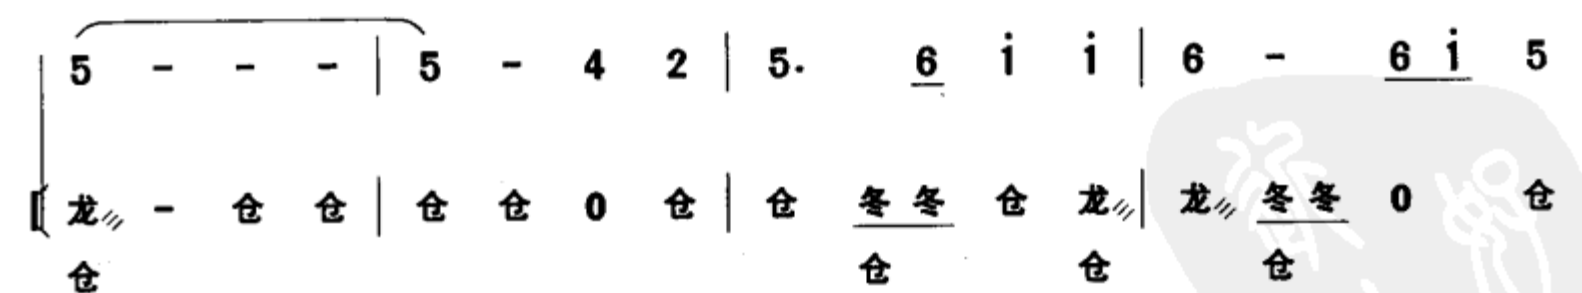 5 - - - | 5 - 4 2 | 5. 6 i i | 6 - 6 i 5
龙 - 仓 仓 | 仓 仓 0 仓 | 仓 冬冬 仓 龙 | 龙 冬冬 0 仓
仓 仓 仓 仓